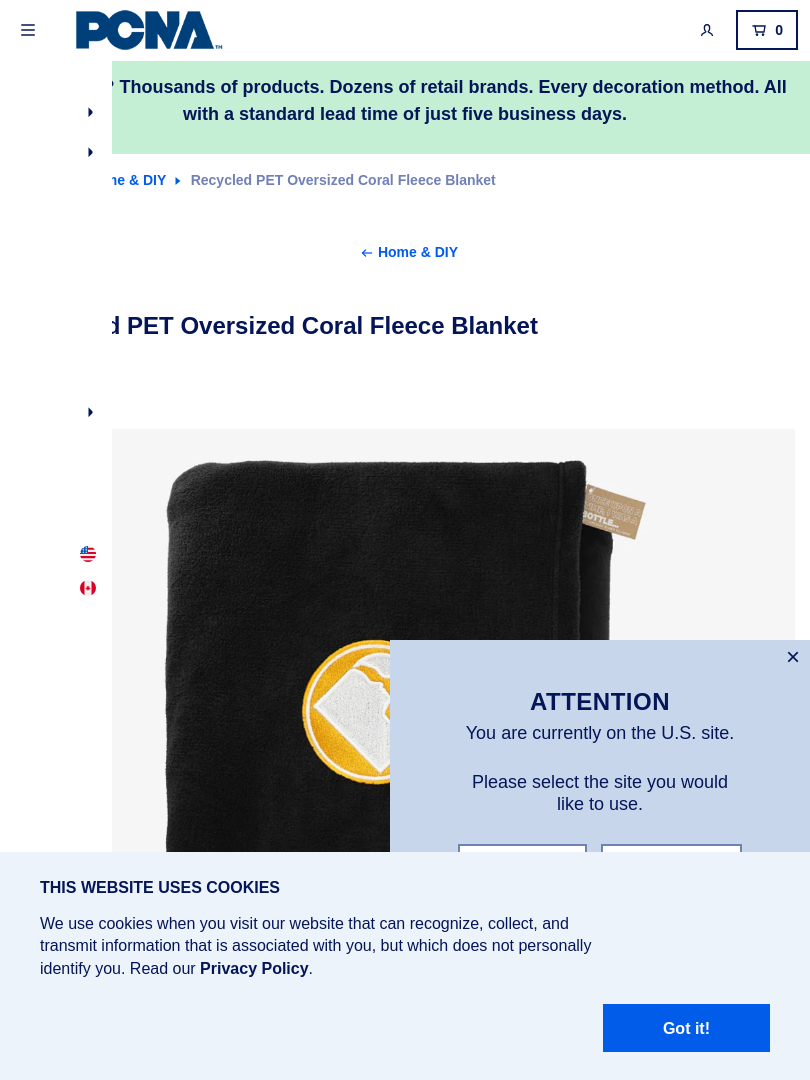 PCNA™
0
? Thousands of products. Dozens of retail brands. Every decoration method. All
with a standard lead time of just five business days.
me & DIY Recycled PET Oversized Coral Fleece Blanket
Home & DIY
d PET Oversized Coral Fleece Blanket
BOTTLE...
ATTENTION
You are currently on the U.S. site.
Please select the site you would
like to use.
THIS WEBSITE USES COOKIES
We use cookies when you visit our website that can recognize, collect, and
transmit information that is associated with you, but which does not personally
identify you. Read our Privacy Policy.
Got it!